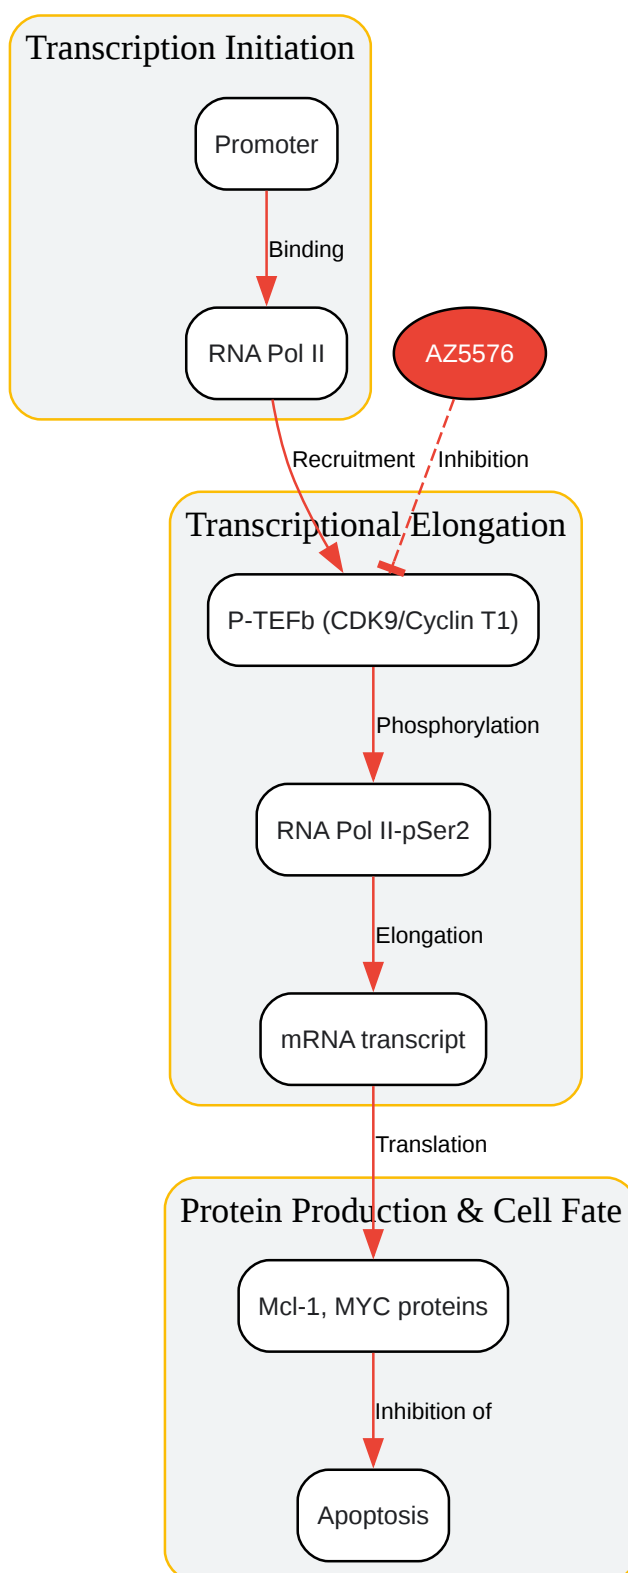 Transcription Initiation
Promoter
Binding
RNA Pol II
AZ5576
Recruitment
Inhibition
Transcriptional Elongation
P-TEFb (CDK9/Cyclin T1)
Phosphorylation
RNA Pol II-pSer2
Elongation
mRNA transcript
Translation
Protein Production & Cell Fate
Mcl-1, MYC proteins
Inhibition of
Apoptosis